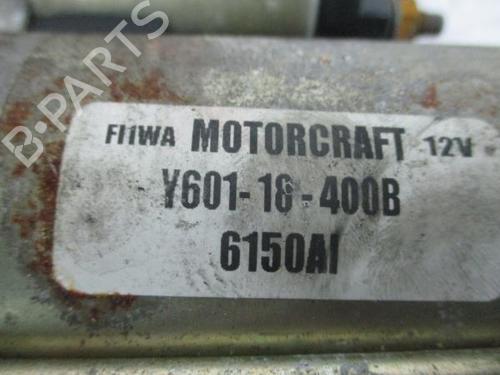 B-PARTS
FI1WA MOTORCRAFT 12V
Y601-18-400B
6150AI